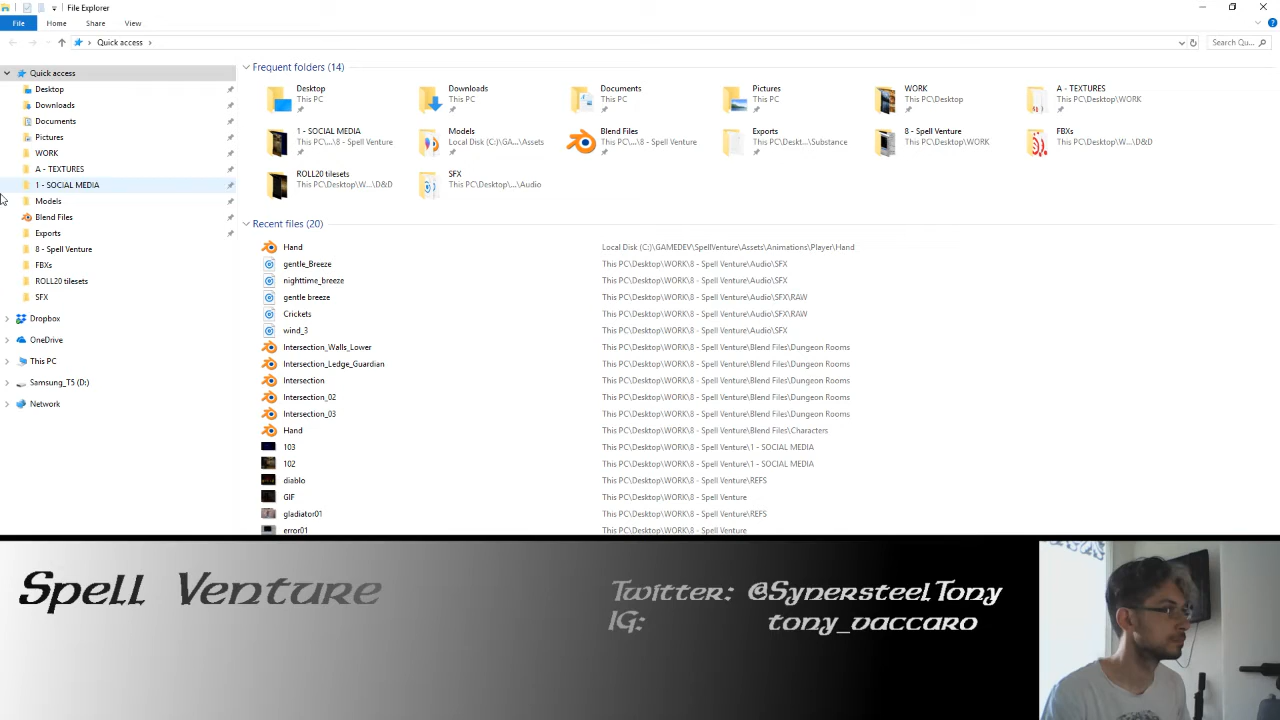 File Explorer
File Home Share View
Quick access
Search Qu...
Quick access
Desktop
Downloads
Documents
Pictures
WORK
A - TEXTURES
1 - SOCIAL MEDIA
Models
Blend Files
Exports
8 - Spell Venture
FBXs
ROLL20 tilesets
SFX
Dropbox
OneDrive
This PC
Samsung_T5 (D:)
Network
Frequent folders (14)
Desktop
This PC
Downloads
This PC
Documents
This PC
Pictures
This PC
WORK
This PC\Desktop
A - TEXTURES
This PC\Desktop\WORK
1 - SOCIAL MEDIA
This PC\...\8 - Spell Venture
Models
Local Disk (C:)\GA...\Assets
Blend Files
This PC\...\8 - Spell Venture
Exports
This PC\Deskt...\Substance
8 - Spell Venture
This PC\Desktop\WORK
FBXs
This PC\Desktop\W...\D&D
ROLL20 tilesets
This PC\Desktop\W...\D&D
SFX
This PC\Desktop\...\Audio
Recent files (20)
Hand Local Disk (C:)\GAMEDEV\SpellVenture\Assets\Animations\Player\Hand
gentle_Breeze This PC\Desktop\WORK\8 - Spell Venture\Audio\SFX
nighttime_breeze This PC\Desktop\WORK\8 - Spell Venture\Audio\SFX
gentle breeze This PC\Desktop\WORK\8 - Spell Venture\Audio\SFX\RAW
Crickets This PC\Desktop\WORK\8 - Spell Venture\Audio\SFX\RAW
wind_3 This PC\Desktop\WORK\8 - Spell Venture\Audio\SFX
Intersection_Walls_Lower This PC\Desktop\WORK\8 - Spell Venture\Blend Files\Dungeon Rooms
Intersection_Ledge_Guardian This PC\Desktop\WORK\8 - Spell Venture\Blend Files\Dungeon Rooms
Intersection This PC\Desktop\WORK\8 - Spell Venture\Blend Files\Dungeon Rooms
Intersection_02 This PC\Desktop\WORK\8 - Spell Venture\Blend Files\Dungeon Rooms
Intersection_03 This PC\Desktop\WORK\8 - Spell Venture\Blend Files\Dungeon Rooms
Hand This PC\Desktop\WORK\8 - Spell Venture\Blend Files\Characters
103 This PC\Desktop\WORK\8 - Spell Venture\1 - SOCIAL MEDIA
102 This PC\Desktop\WORK\8 - Spell Venture\1 - SOCIAL MEDIA
diablo This PC\Desktop\WORK\8 - Spell Venture\REFS
GIF This PC\Desktop\WORK\8 - Spell Venture
gladiator01 This PC\Desktop\WORK\8 - Spell Venture\REFS
error01 This PC\Desktop\WORK\8 - Spell Venture
Spell Venture
Twitter: @SynersteelTony
IG: tony_vaccaro